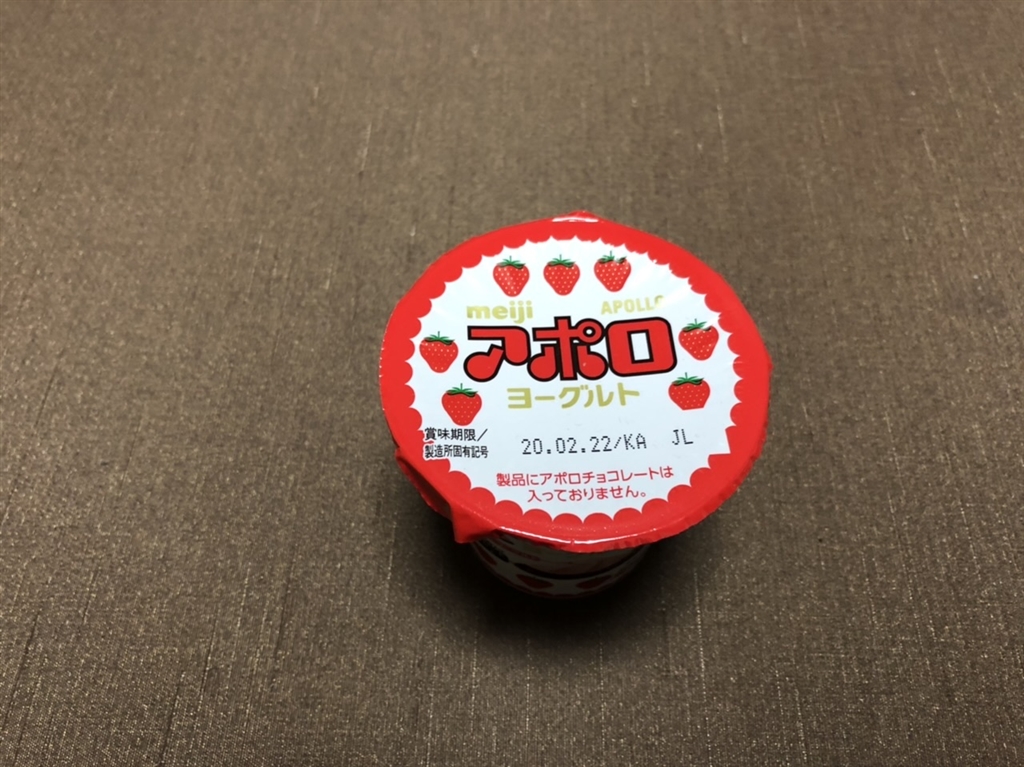 meiji APOLLO
アポロ
ヨーグルト
賞味期限/
製造所固有記号
20.02.22/KA JL
製品にアポロチョコレートは
入っておりません。